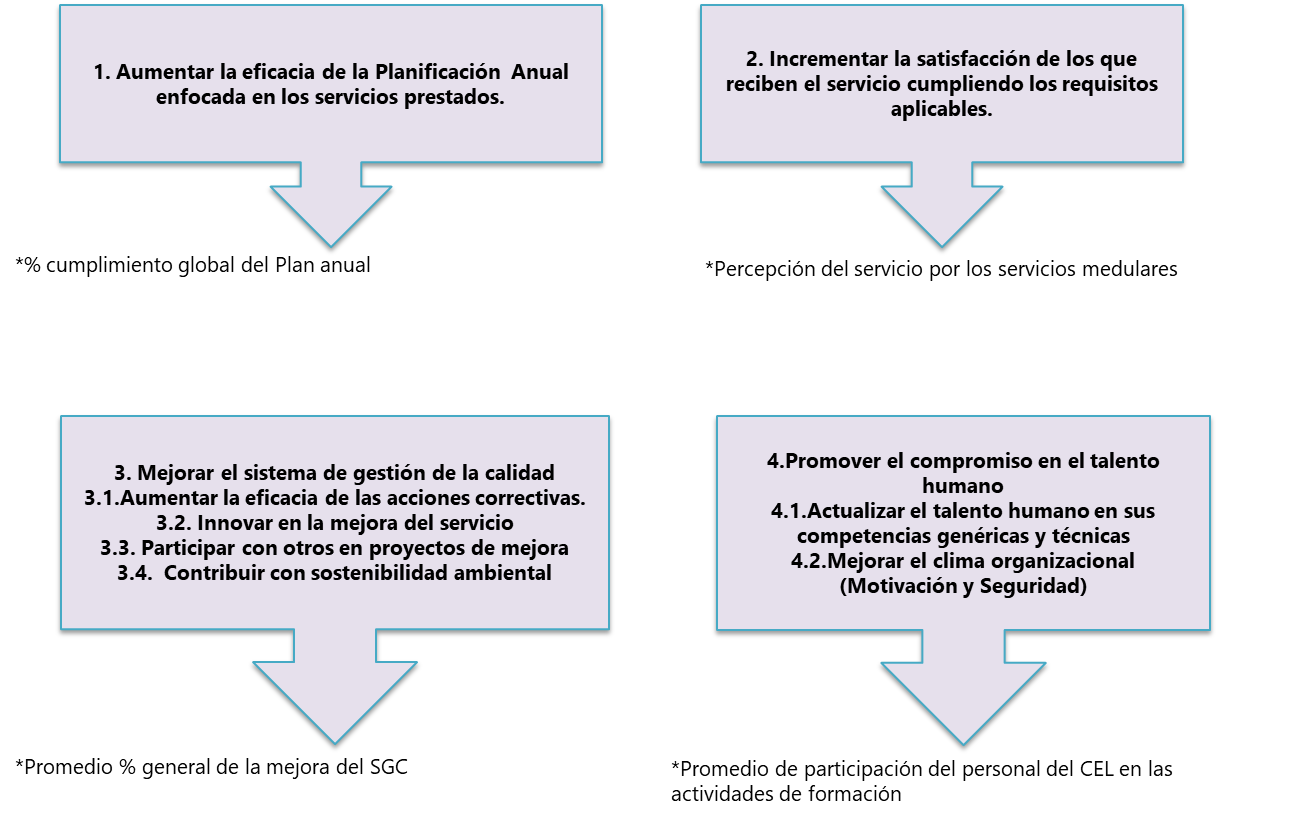 1. Aumentar la eficacia de la Planificación Anual
enfocada en los servicios prestados.
*% cumplimiento global del Plan anual
2. Incrementar la satisfacción de los que
reciben el servicio cumpliendo los requisitos
aplicables.
*Percepción del servicio por los servicios medulares
3. Mejorar el sistema de gestión de la calidad
3.1.Aumentar la eficacia de las acciones correctivas.
3.2. Innovar en la mejora del servicio
3.3. Participar con otros en proyectos de mejora
3.4. Contribuir con sostenibilidad ambiental
*Promedio % general de la mejora del SGC
4.Promover el compromiso en el talento
humano
4.1.Actualizar el talento humano en sus
competencias genéricas y técnicas
4.2.Mejorar el clima organizacional
(Motivación y Seguridad)
*Promedio de participación del personal del CEL en las
actividades de formación